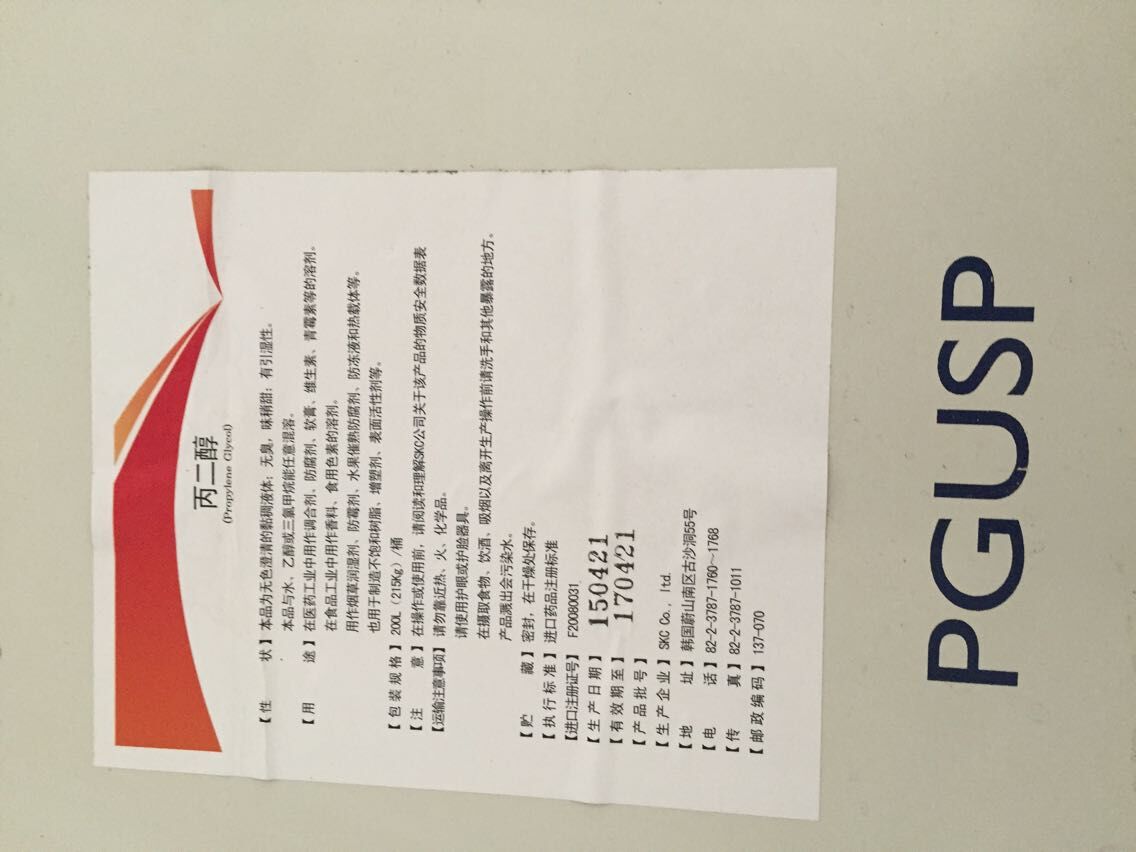 丙二醇
(Propylene Glycol)
【性 状】本品为无色澄清的黏稠液体；无臭，味稍甜；有引湿性。
本品与水、乙醇或三氯甲烷能任意混溶。
【用 途】在医药工业中用作调合剂、防腐剂、软膏、维生素、青霉素等的溶剂。
在食品工业中用作香料、食用色素的溶剂。
用作烟草润湿剂、防霉剂、水果催熟防腐剂、防冻液和热载体等。
也用于制造不饱和树脂、增塑剂、表面活性剂等。
【包装规格】200L（215Kg）/桶
【注 意】在操作或使用前，请阅读和理解SKC公司关于该产品的物质安全数据表
【运输注意事项】请勿靠近热、火、化学品。
请使用护眼或护脸器具。
在摄取食物、饮酒、吸烟以及离开生产操作前请洗手和其他暴露的地方。
产品溅出会污染水。
【贮 藏】密封，在干燥处保存。
【执行标准】进口药品注册标准
【进口注册证号】F20080031
【生产日期】150421
【有效期至】170421
【产品批号】
【生产企业】SKC Co., ltd.
【地 址】韩国蔚山南区古沙洞55号
【电 话】82-2-3787-1760～1768
【传 真】82-2-3787-1011
【邮政编码】137-070
PGUSP